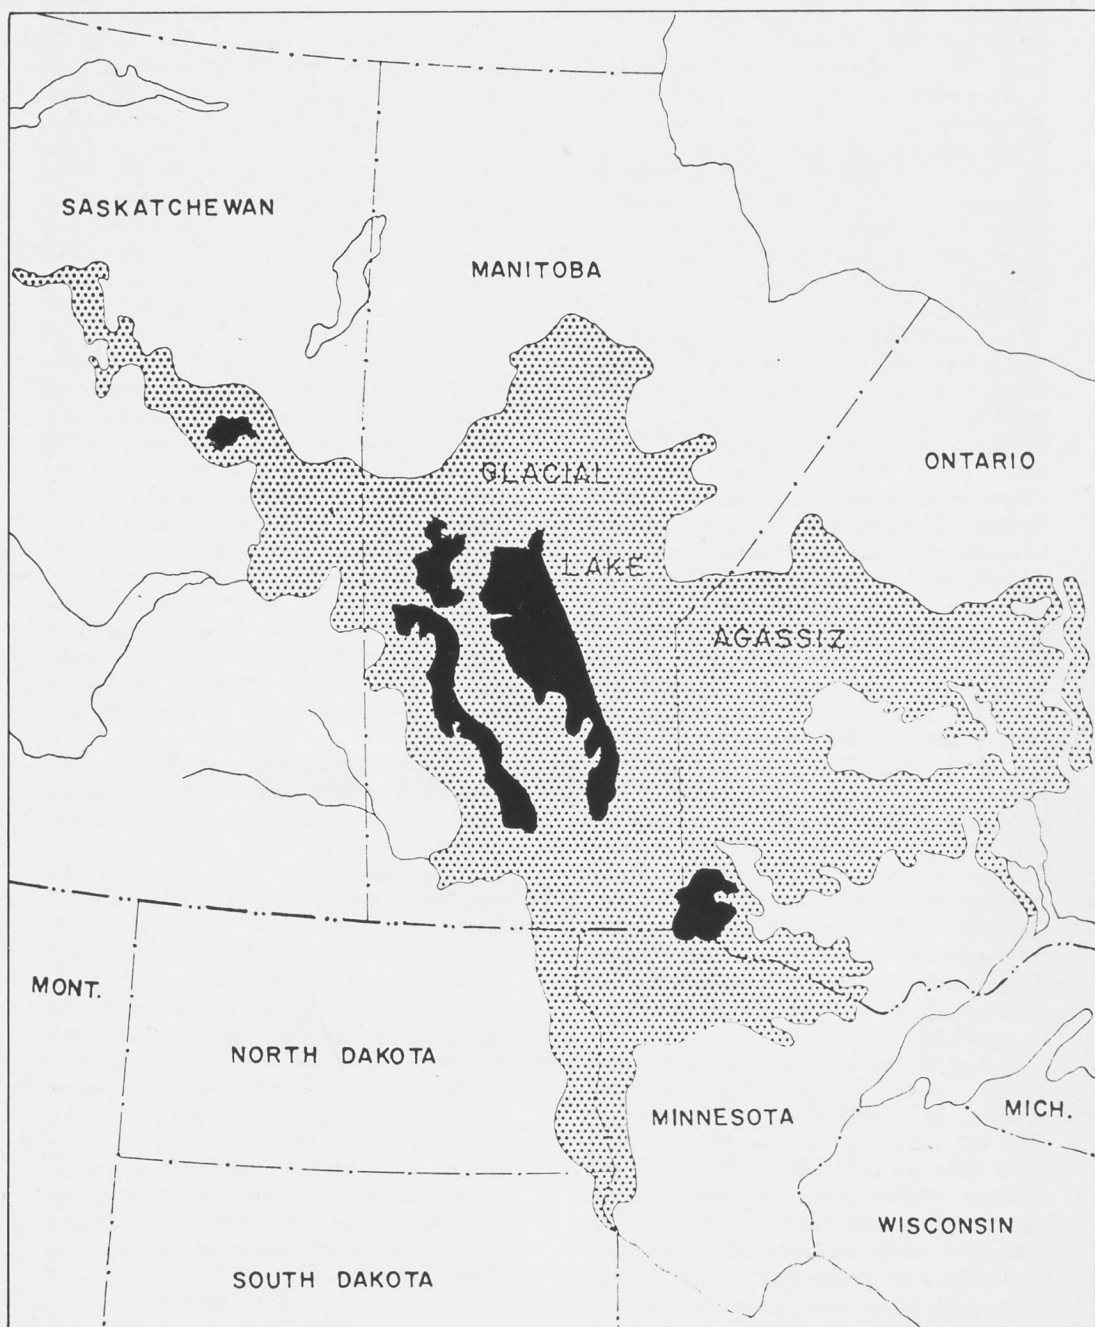 SASKATCHEWAN
MANITOBA
GLACIAL
ONTARIO
LAKE
AGASSIZ
MONT.
NORTH DAKOTA
MINNESOTA
MICH.
WISCONSIN
SOUTH DAKOTA